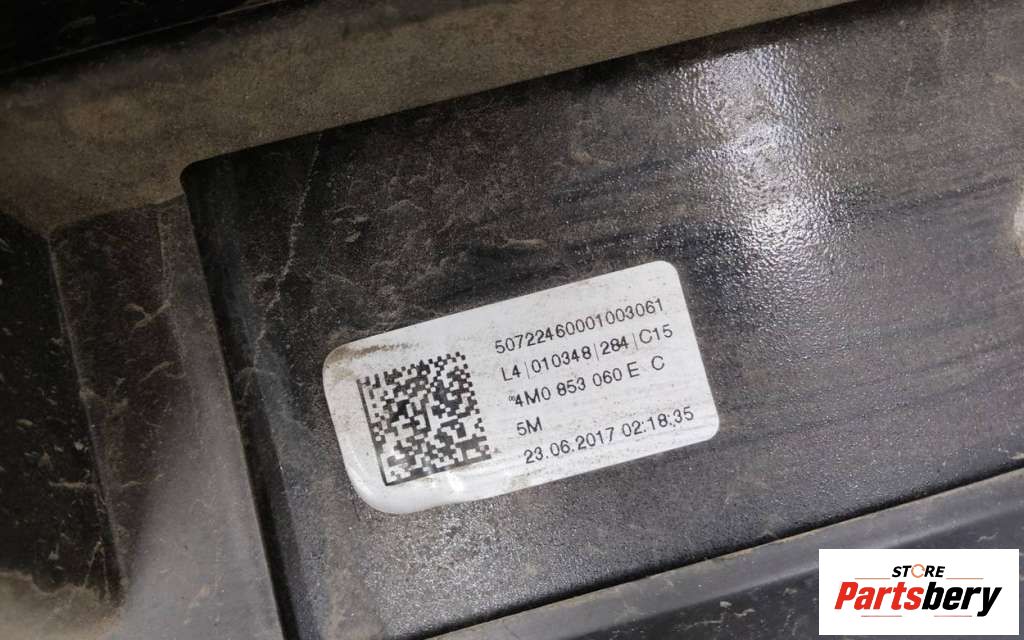 50722460001003061
L4|010348|284|C15
4M0 853 060 E C
5M
23.06.2017 02:18:35
STORE
Partsbery